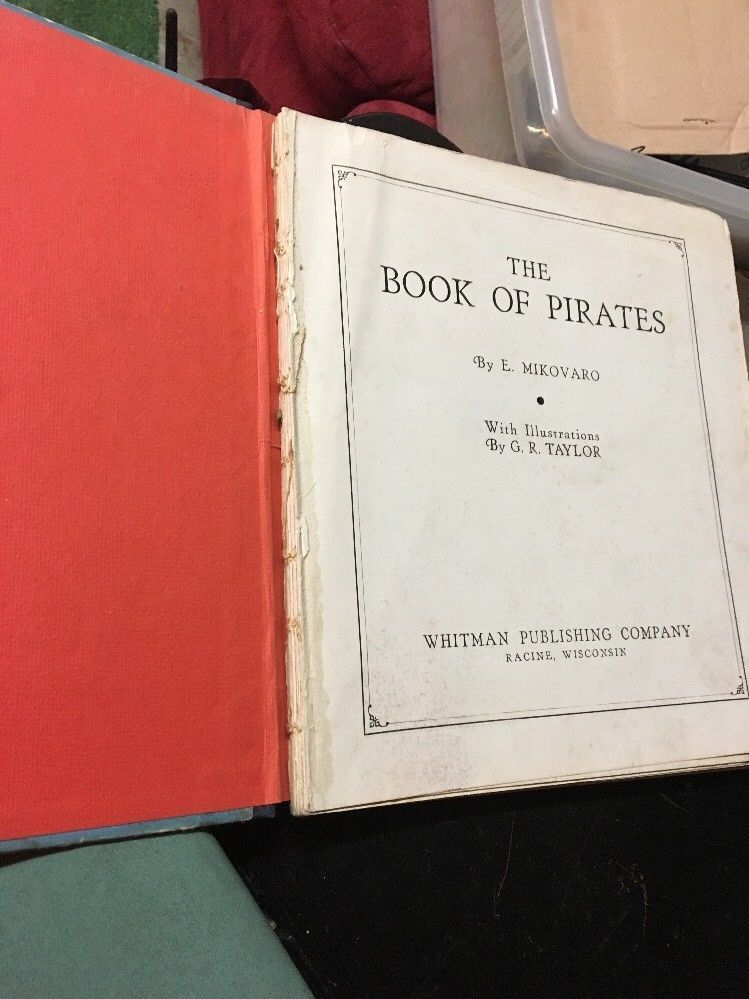 THE
BOOK OF PIRATES
By E. MIKOVARO
With Illustrations
By G. R. TAYLOR
WHITMAN PUBLISHING COMPANY
RACINE, WISCONSIN